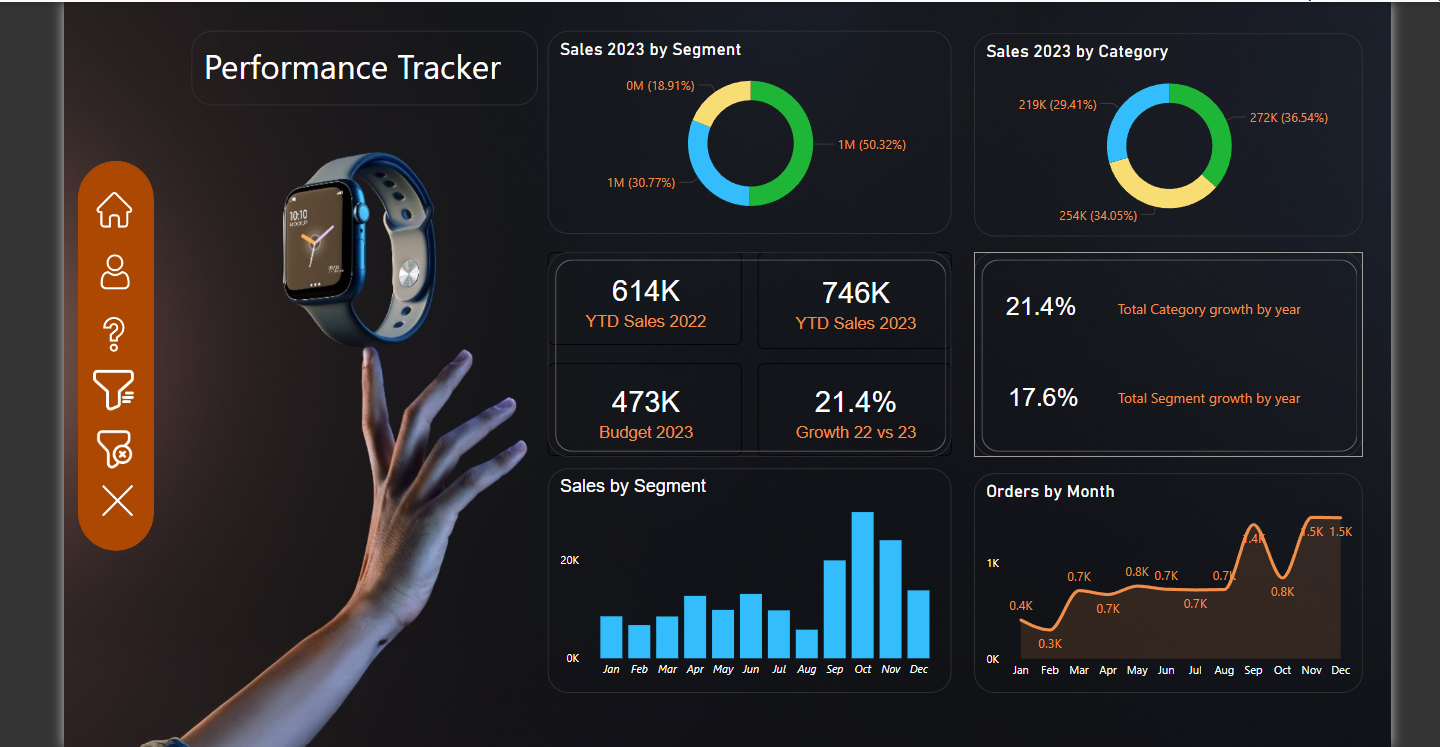 Performance Tracker
10:10
Sales 2023 by Segment
0M (18.91%)
1M (50.32%)
1M (30.77%)
Sales 2023 by Category
219K (29.41%)
272K (36.54%)
254K (34.05%)
614K
YTD Sales 2022
746K
YTD Sales 2023
473K
Budget 2023
21.4%
Growth 22 vs 23
21.4%
Total Category growth by year
17.6%
Total Segment growth by year
Sales by Segment
20K
0K
Jan Feb Mar Apr May Jun Jul Aug Sep Oct Nov Dec
Orders by Month
1K
0K
0.4K
0.3K
0.7K
0.7K
0.8K
0.7K
0.7K
0.7K
1.4K
0.8K
1.5K
1.5K
Jan Feb Mar Apr May Jun Jul Aug Sep Oct Nov Dec